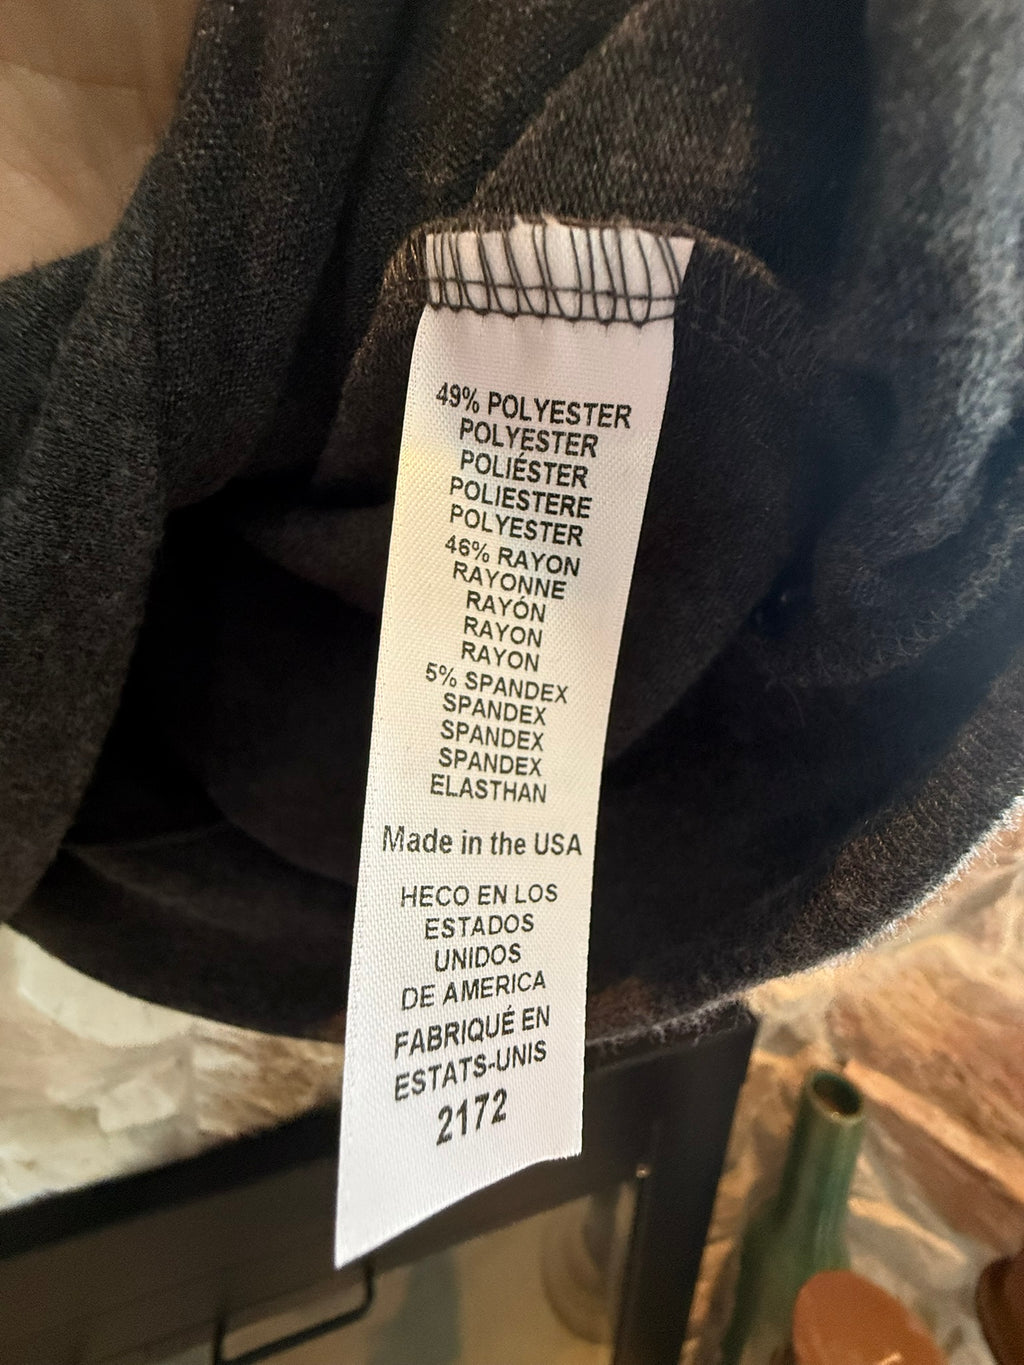 49% POLYESTER
POLYESTER
POLIÉSTER
POLIESTERE
POLYESTER
46% RAYON
RAYONNE
RAYÓN
RAYON
RAYON
5% SPANDEX
SPANDEX
SPANDEX
SPANDEX
ELASTHAN
Made in the USA
HECO EN LOS
ESTADOS
UNIDOS
DE AMERICA
FABRIQUÉ EN
ESTATS-UNIS
2172